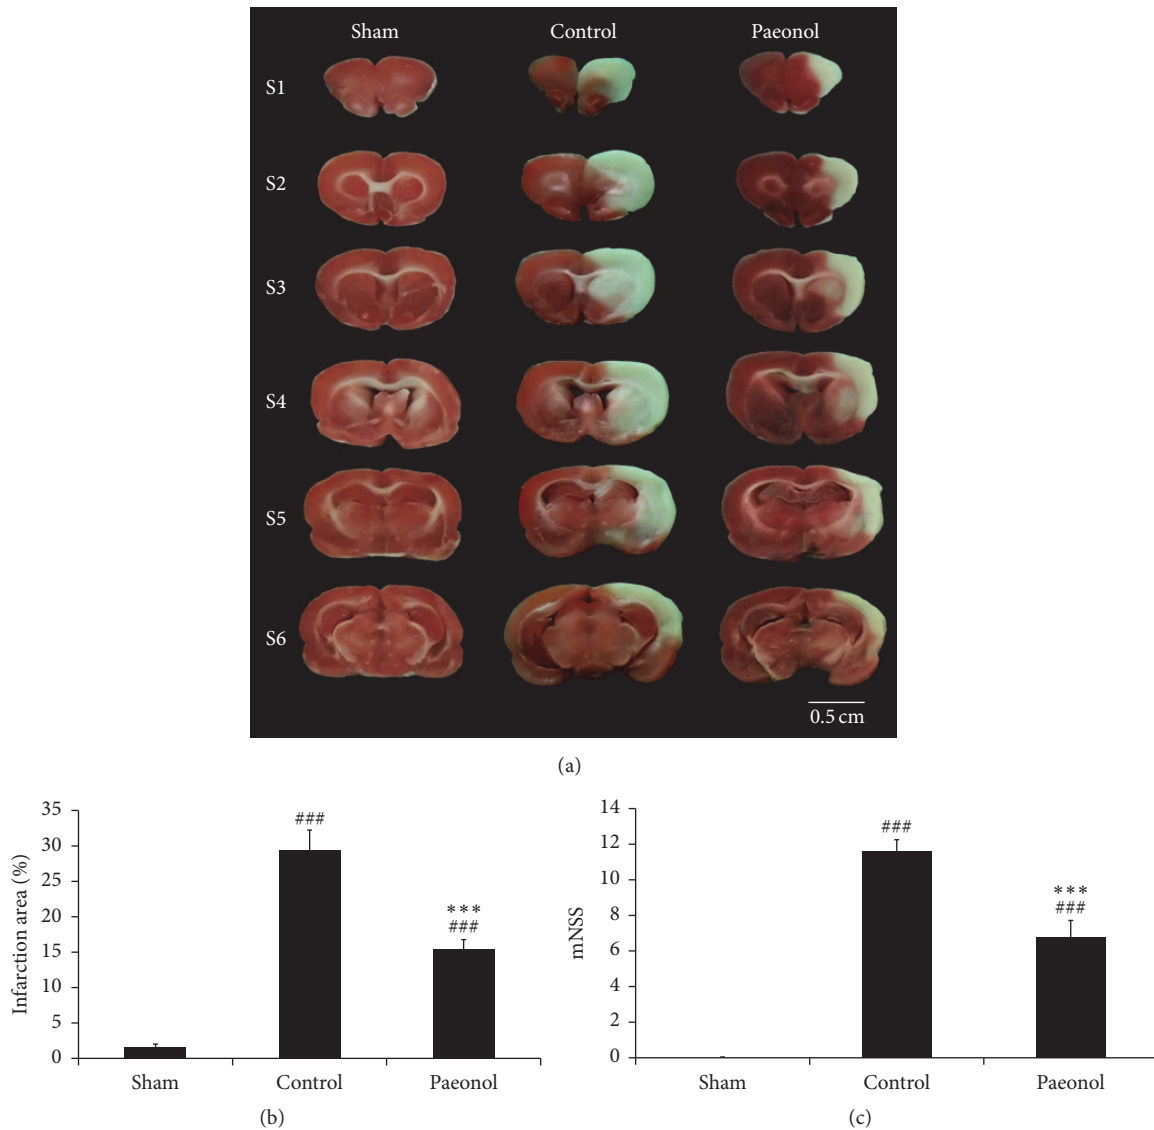 Sham Control Paeonol
S1
S2
S3
S4
S5
S6
0.5 cm
(a)
35
30
25
20
15
10
5
0
Infarction area (%)
###
***
###
Sham Control Paeonol
(b)
14
12
10
8
6
4
2
0
mNSS
###
***
###
Sham Control Paeonol
(c)